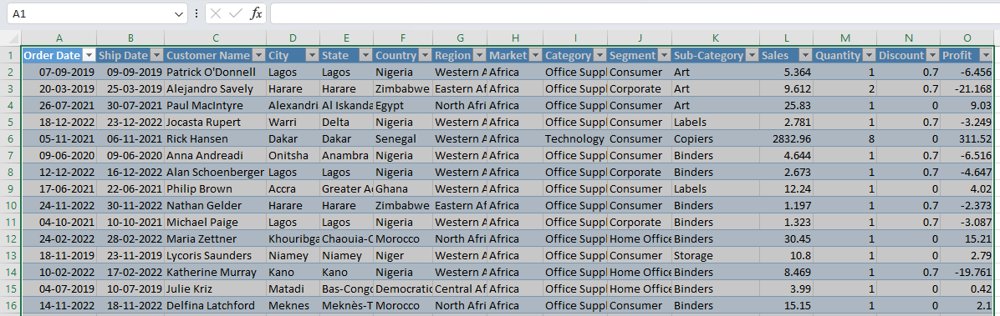 A1 fx
A B C D E F G H I J K L M N O
1 Order Date Ship Date Customer Name City State Country Region Market Category Segment Sub-Category Sales Quantity Discount Profit
2 07-09-2019 09-09-2019 Patrick O'Donnell Lagos Lagos Nigeria Western A Africa Office Suppl Consumer Art 5.364 1 0.7 -6.456
3 20-03-2019 25-03-2019 Alejandro Savely Harare Harare Zimbabwe Eastern Af Africa Office Suppl Corporate Art 9.612 2 0.7 -21.168
4 26-07-2021 30-07-2021 Paul MacIntyre Alexandri Al Iskanda Egypt North Afri Africa Office Suppl Consumer Art 25.83 1 0 9.03
5 18-12-2022 23-12-2022 Jocasta Rupert Warri Delta Nigeria Western A Africa Office Suppl Consumer Labels 2.781 1 0.7 -3.249
6 05-11-2021 06-11-2021 Rick Hansen Dakar Dakar Senegal Western A Africa Technology Consumer Copiers 2832.96 8 0 311.52
7 09-06-2020 09-06-2020 Anna Andreadi Onitsha Anambra Nigeria Western A Africa Office Suppl Consumer Binders 4.644 1 0.7 -6.516
8 12-12-2022 16-12-2022 Alan Schoenberger Lagos Lagos Nigeria Western A Africa Office Suppl Corporate Binders 2.673 1 0.7 -4.647
9 17-06-2021 22-06-2021 Philip Brown Accra Greater Ac Ghana Western A Africa Office Suppl Consumer Labels 12.24 1 0 4.02
10 24-11-2022 30-11-2022 Nathan Gelder Harare Harare Zimbabwe Eastern Af Africa Office Suppl Consumer Binders 1.197 1 0.7 -2.373
11 04-10-2021 10-10-2021 Michael Paige Lagos Lagos Nigeria Western A Africa Office Suppl Corporate Binders 1.323 1 0.7 -3.087
12 24-02-2022 28-02-2022 Maria Zettner Khouribga Chaouia-O Morocco North Afri Africa Office Suppl Home Office Binders 30.45 1 0 15.21
13 18-11-2019 23-11-2019 Lycoris Saunders Niamey Niamey Niger Western A Africa Office Suppl Consumer Storage 10.8 1 0 2.79
14 10-02-2022 17-02-2022 Katherine Murray Kano Kano Nigeria Western A Africa Office Suppl Home Office Binders 8.469 1 0.7 -19.761
15 04-07-2019 10-07-2019 Julie Kriz Matadi Bas-Congo Democratic Central Af Africa Office Suppl Home Office Binders 3.99 1 0 0.42
16 14-11-2022 18-11-2022 Delfina Latchford Meknes Meknès-T Morocco North Afri Africa Office Suppl Consumer Binders 15.15 1 0 2.1